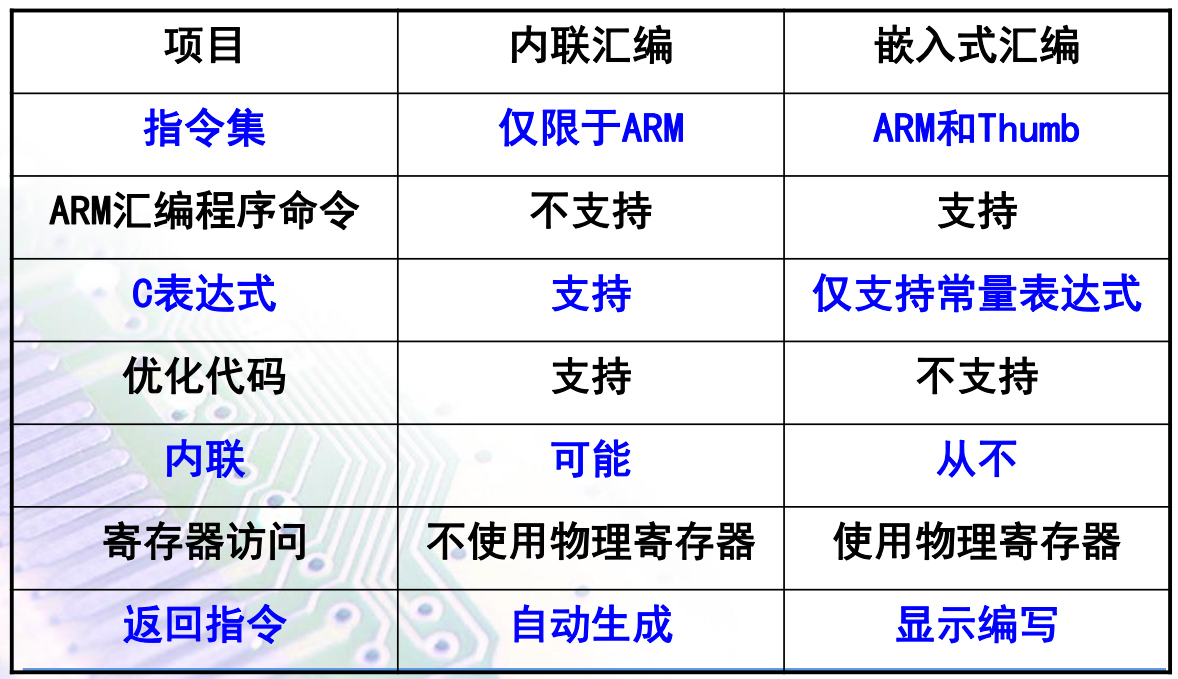 项目 内联汇编 嵌入式汇编
指令集 仅限于ARM ARM和Thumb
ARM汇编程序命令 不支持 支持
C表达式 支持 仅支持常量表达式
优化代码 支持 不支持
内联 可能 从不
寄存器访问 不使用物理寄存器 使用物理寄存器
返回指令 自动生成 显示编写